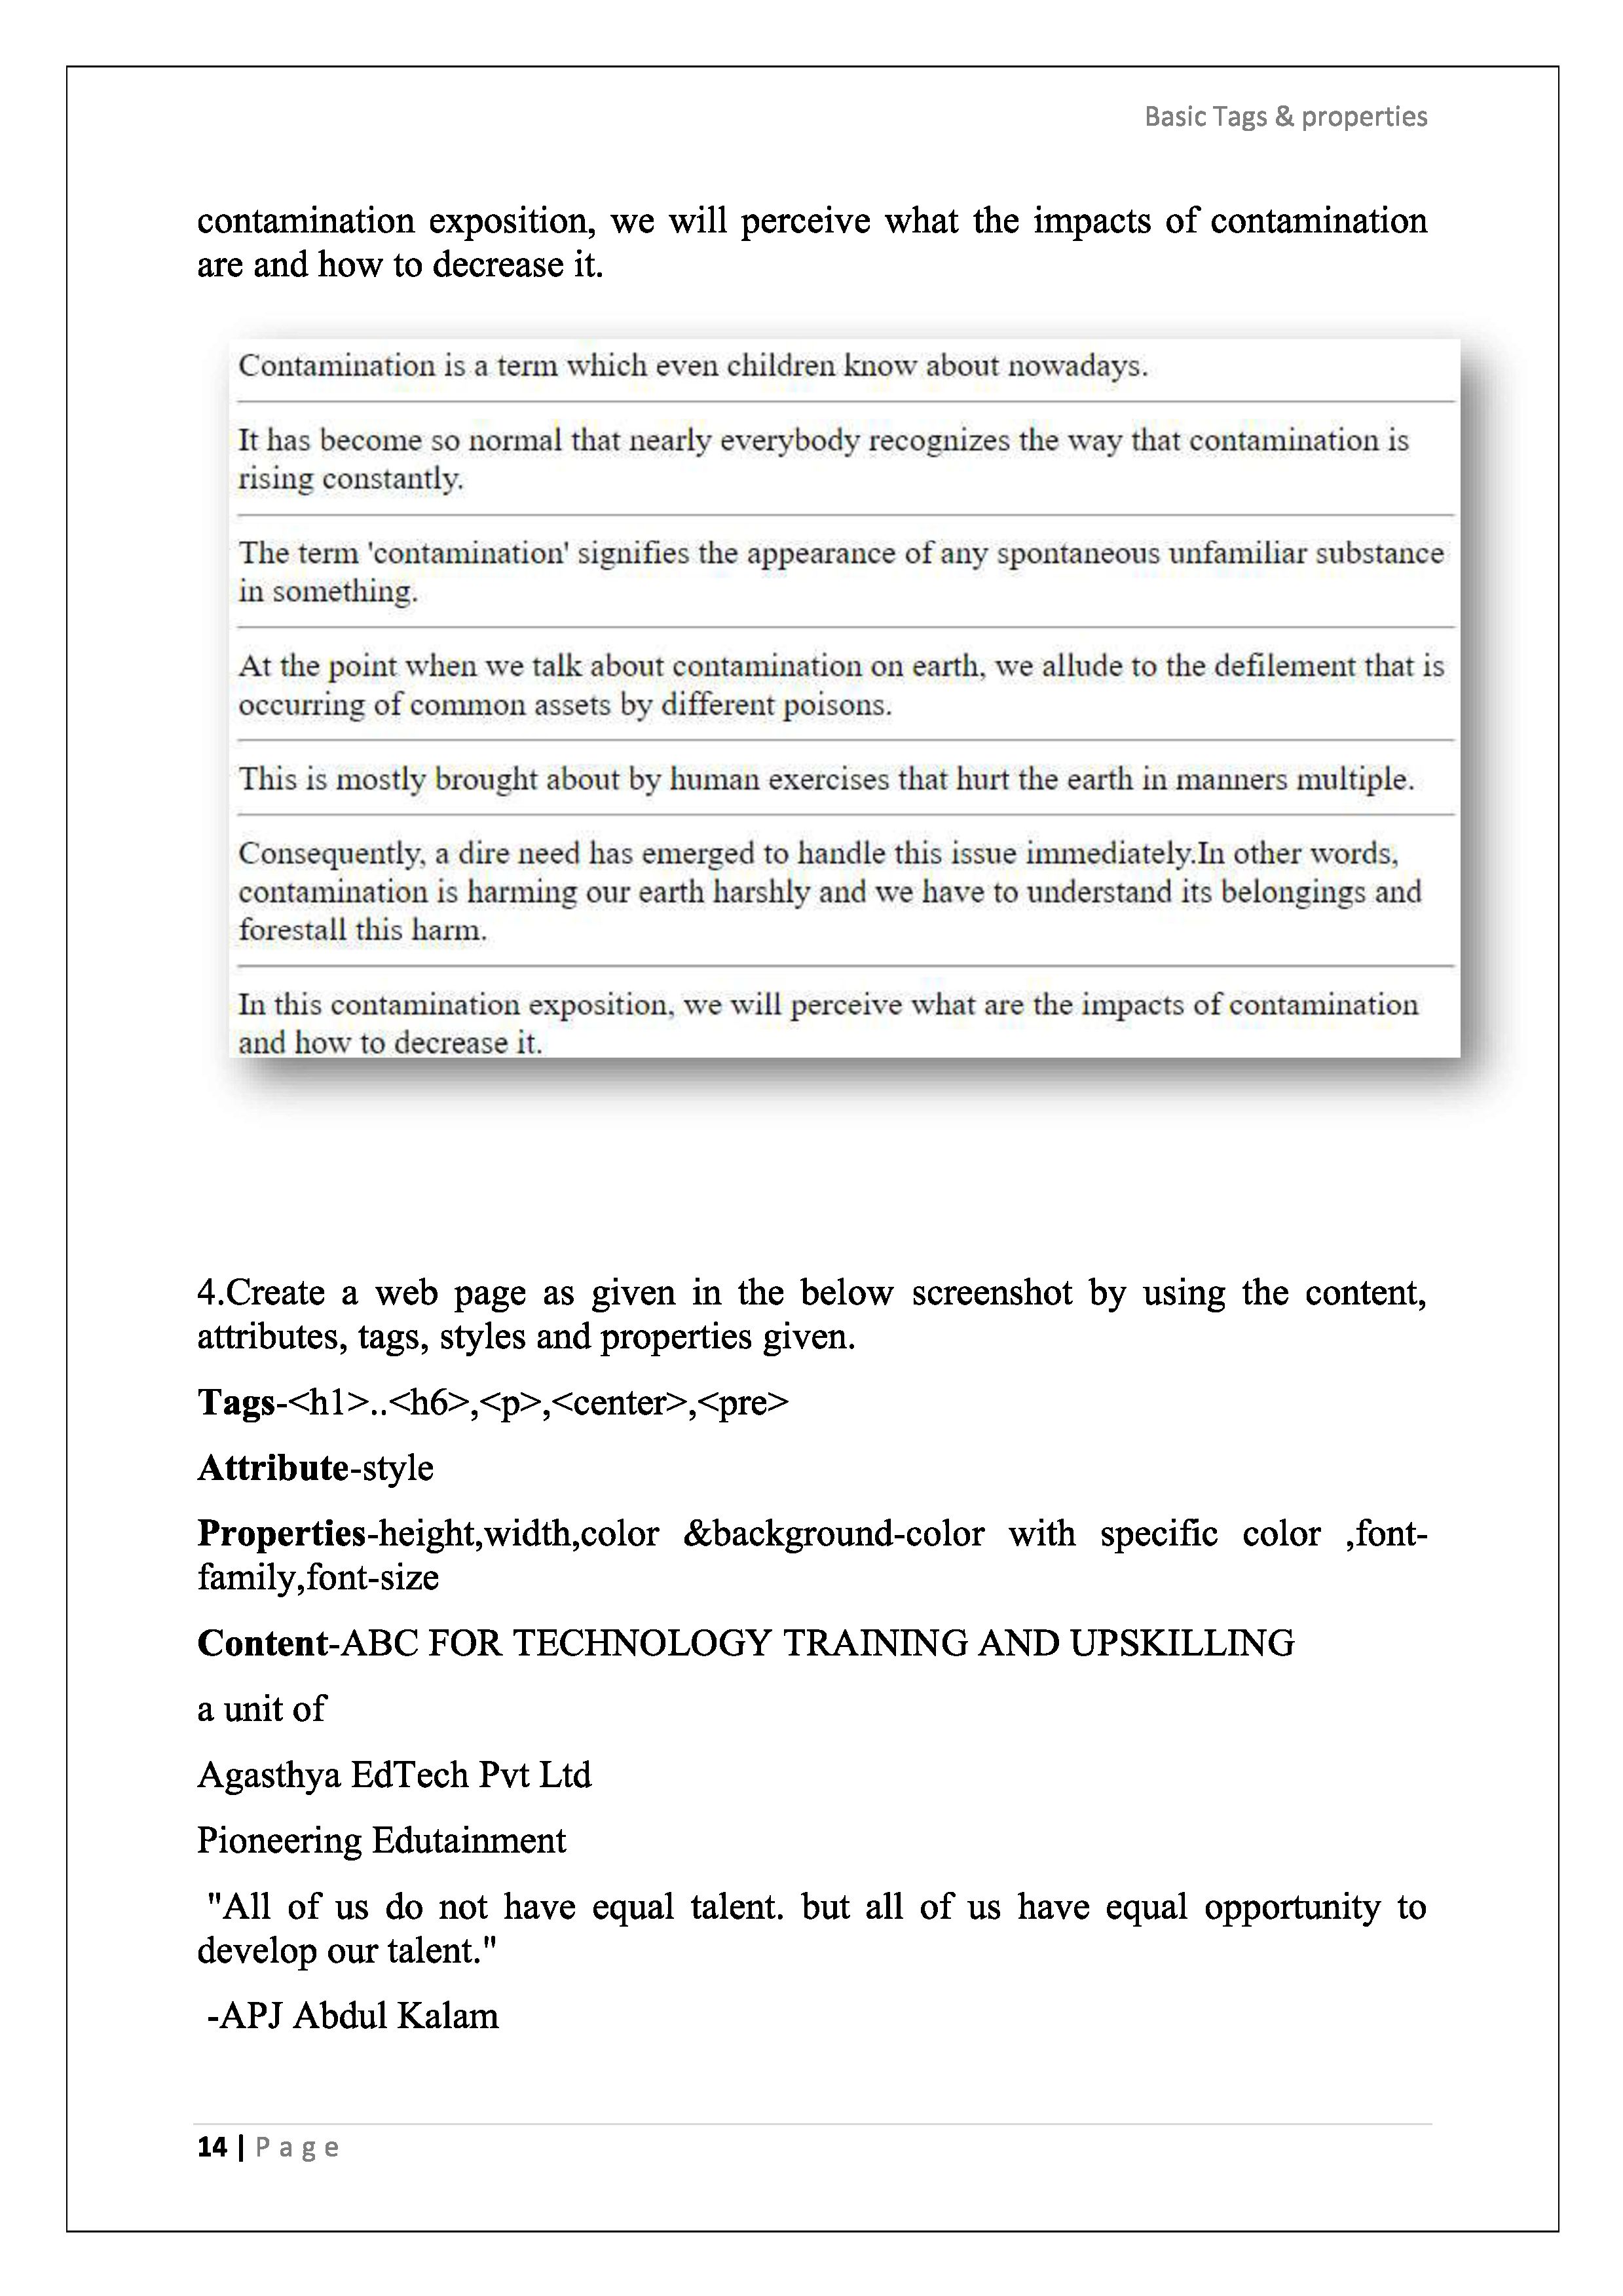 Basic Tags & properties
contamination exposition, we will perceive what the impacts of contamination
are and how to decrease it.
Contamination is a term which even children know about nowadays.
It has become so normal that nearly everybody recognizes the way that contamination is
rising constantly.
The term 'contamination' signifies the appearance of any spontaneous unfamiliar substance
in something.
At the point when we talk about contamination on earth, we allude to the defilement that is
occurring of common assets by different poisons.
This is mostly brought about by human exercises that hurt the earth in manners multiple.
Consequently, a dire need has emerged to handle this issue immediately.In other words,
contamination is harming our earth harshly and we have to understand its belongings and
forestall this harm.
In this contamination exposition, we will perceive what are the impacts of contamination
and how to decrease it.
4.Create a web page as given in the below screenshot by using the content,
attributes, tags, styles and properties given.
Tags-<h1>..<h6>,<p>,<center>,<pre>
Attribute-style
Properties-height,width,color &background-color with specific color ,font-
family,font-size
Content-ABC FOR TECHNOLOGY TRAINING AND UPSKILLING
a unit of
Agasthya EdTech Pvt Ltd
Pioneering Edutainment
"All of us do not have equal talent. but all of us have equal opportunity to
develop our talent."
-APJ Abdul Kalam
14 | Page